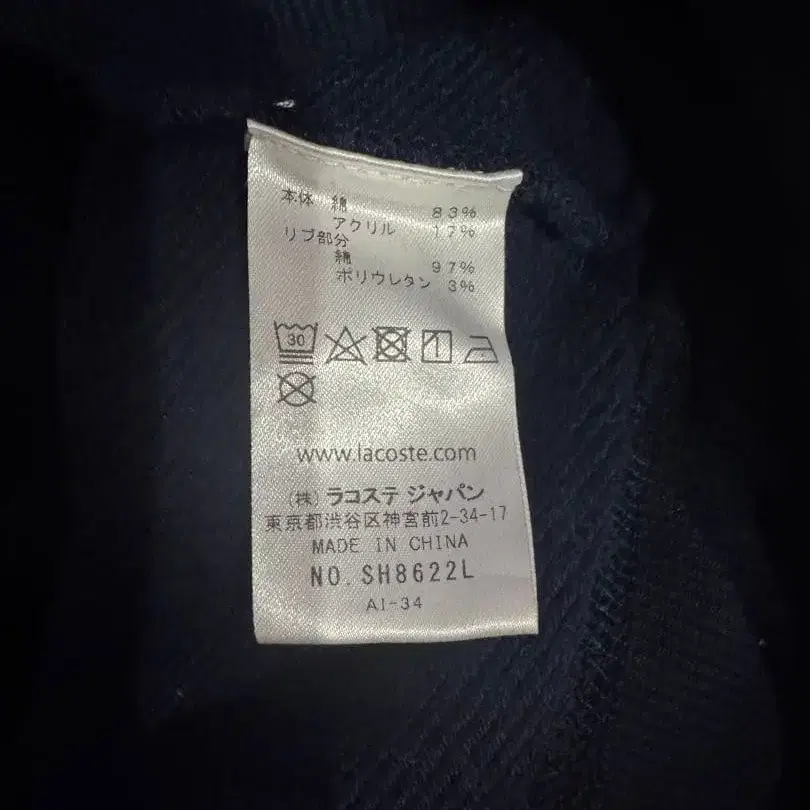 本体 綿 83%
アクリル 17%
リブ部分
綿 97%
ポリウレタン 3%
30
www.lacoste.com
(株) ラコステ ジャパン
東京都渋谷区神宮前2-34-17
MADE IN CHINA
NO. SH8622L
AI-34